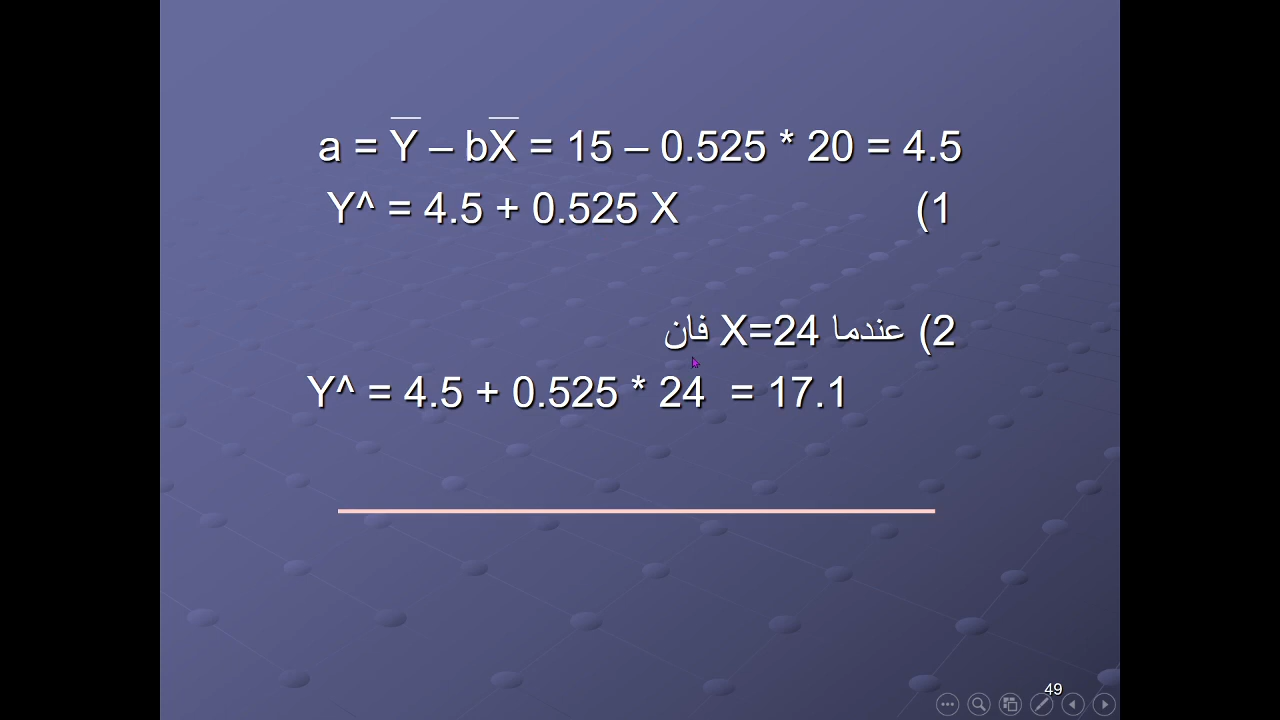 a = Y̅ – bX̅ = 15 – 0.525 * 20 = 4.5
Y^ = 4.5 + 0.525 X (1
2) عندما X=24 فان
Y^ = 4.5 + 0.525 * 24 = 17.1
49